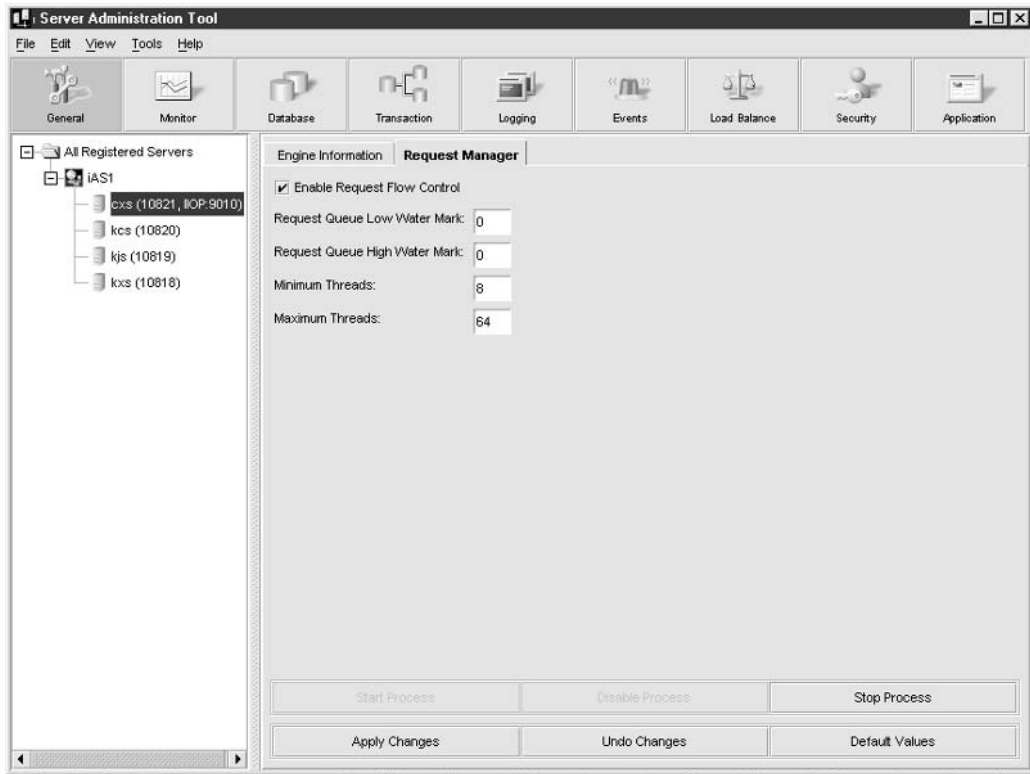 Server Administration Tool
File Edit View Tools Help
General Monitor Database Transaction Logging Events Load Balance Security Application
All Registered Servers
iAS1
cxs (10821, IIOP:9010)
kcs (10820)
kjs (10819)
kxs (10818)
Engine Information Request Manager
Enable Request Flow Control
Request Queue Low Water Mark: 0
Request Queue High Water Mark: 0
Minimum Threads: 8
Maximum Threads: 64
Start Process Disable Process Stop Process
Apply Changes Undo Changes Default Values